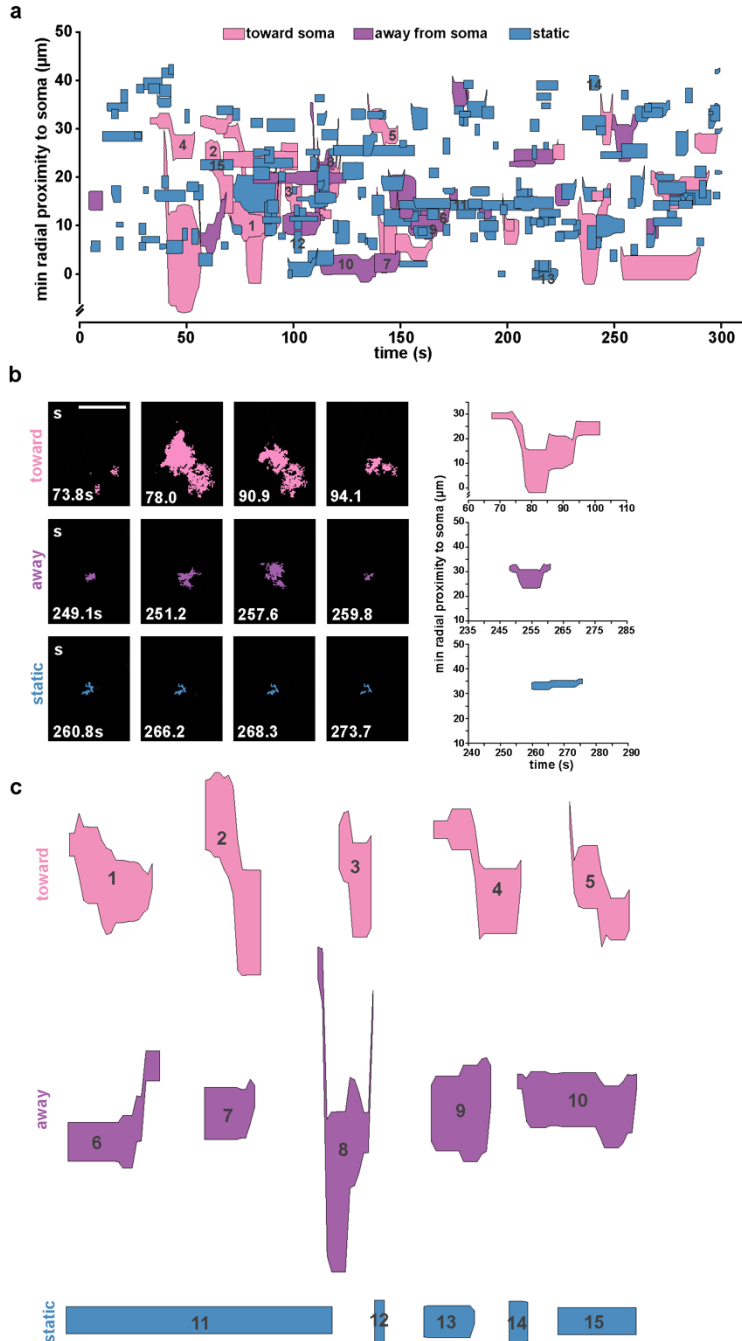 a
toward soma away from soma static
min radial proximity to soma (µm)
50
40
30
20
10
0
14
5
4
2
15
8
3
11
6
1
9
12
10
7
13
0 50 100 150 200 250 300
time (s)
b
toward
s
73.8s 78.0 90.9 94.1
away
s
249.1s 251.2 257.6 259.8
static
s
260.8s 266.2 268.3 273.7
min radial proximity to soma (µm)
30
20
10
0
60 70 80 90 100 110
50
40
30
20
10
235 245 255 265 275 285
50
40
30
20
10
240 250 260 270 280 290
time (s)
c
toward
1 2 3 4 5
away
6 7 8 9 10
static
11 12 13 14 15